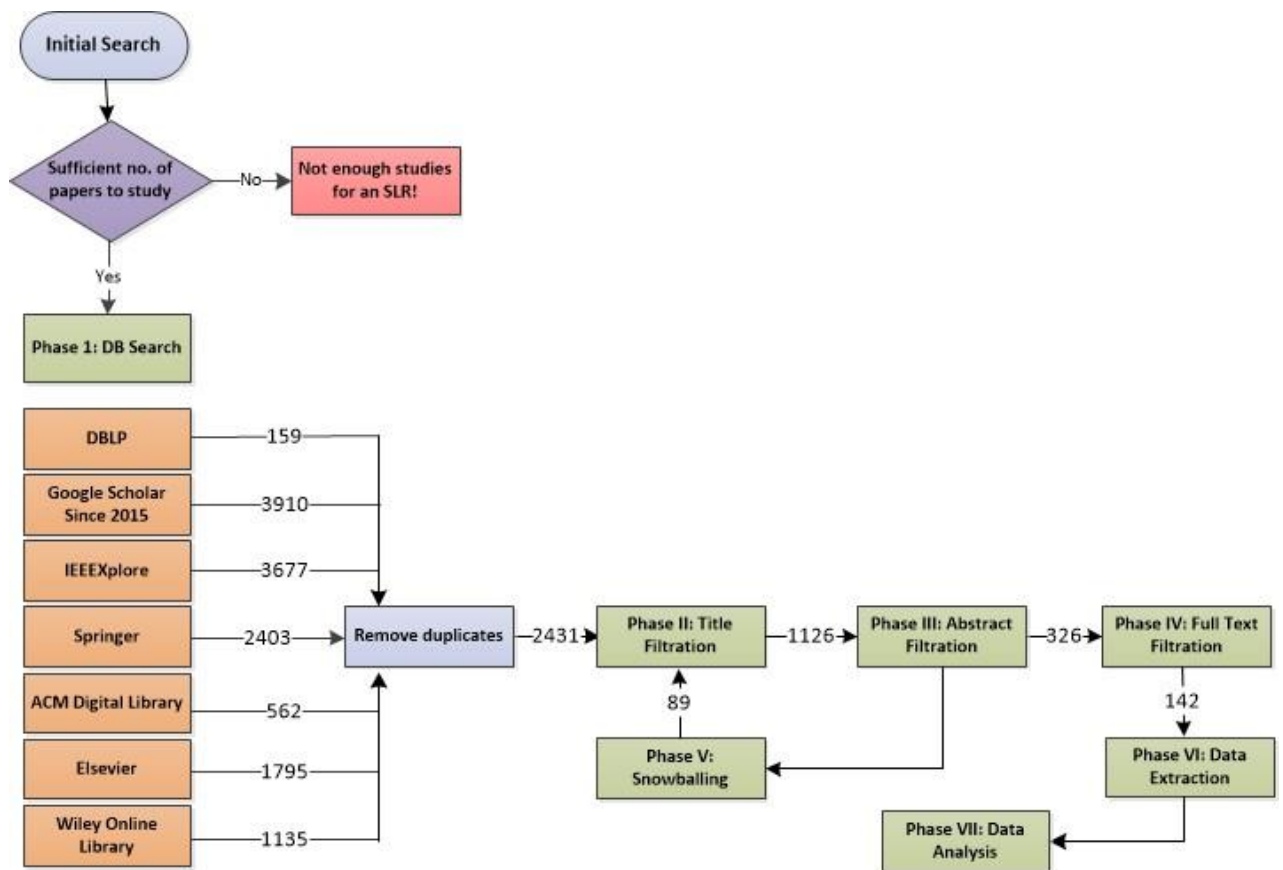 Initial Search
Sufficient no. of
papers to study
No
Not enough studies
for an SLR!
Yes
Phase 1: DB Search
DBLP
159
Google Scholar
Since 2015
3910
IEEEXplore
3677
Springer
2403
Remove duplicates
2431
Phase II: Title
Filtration
1126
Phase III: Abstract
Filtration
326
Phase IV: Full Text
Filtration
ACM Digital Library
562
89
142
Elsevier
1795
Phase V:
Snowballing
Phase VI: Data
Extraction
Wiley Online
Library
1135
Phase VII: Data
Analysis